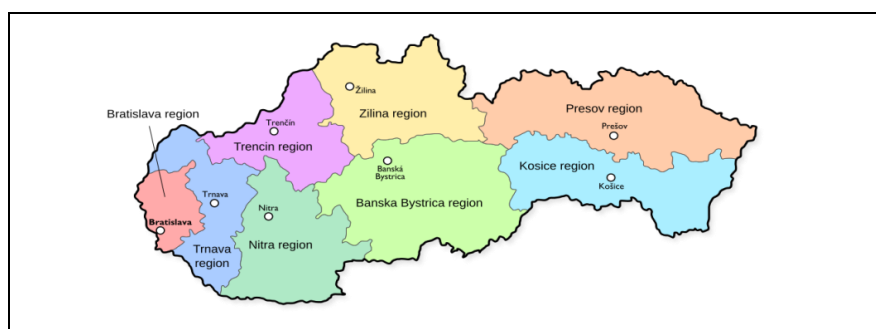 Žilina
Zilina region
Presov region
Prešov
Bratislava region
Trenčín
Trencin region
Kosice region
Košice
Banská
Bystrica
Banska Bystrica region
Trnava
Nitra
Bratislava
Trnava
region
Nitra region